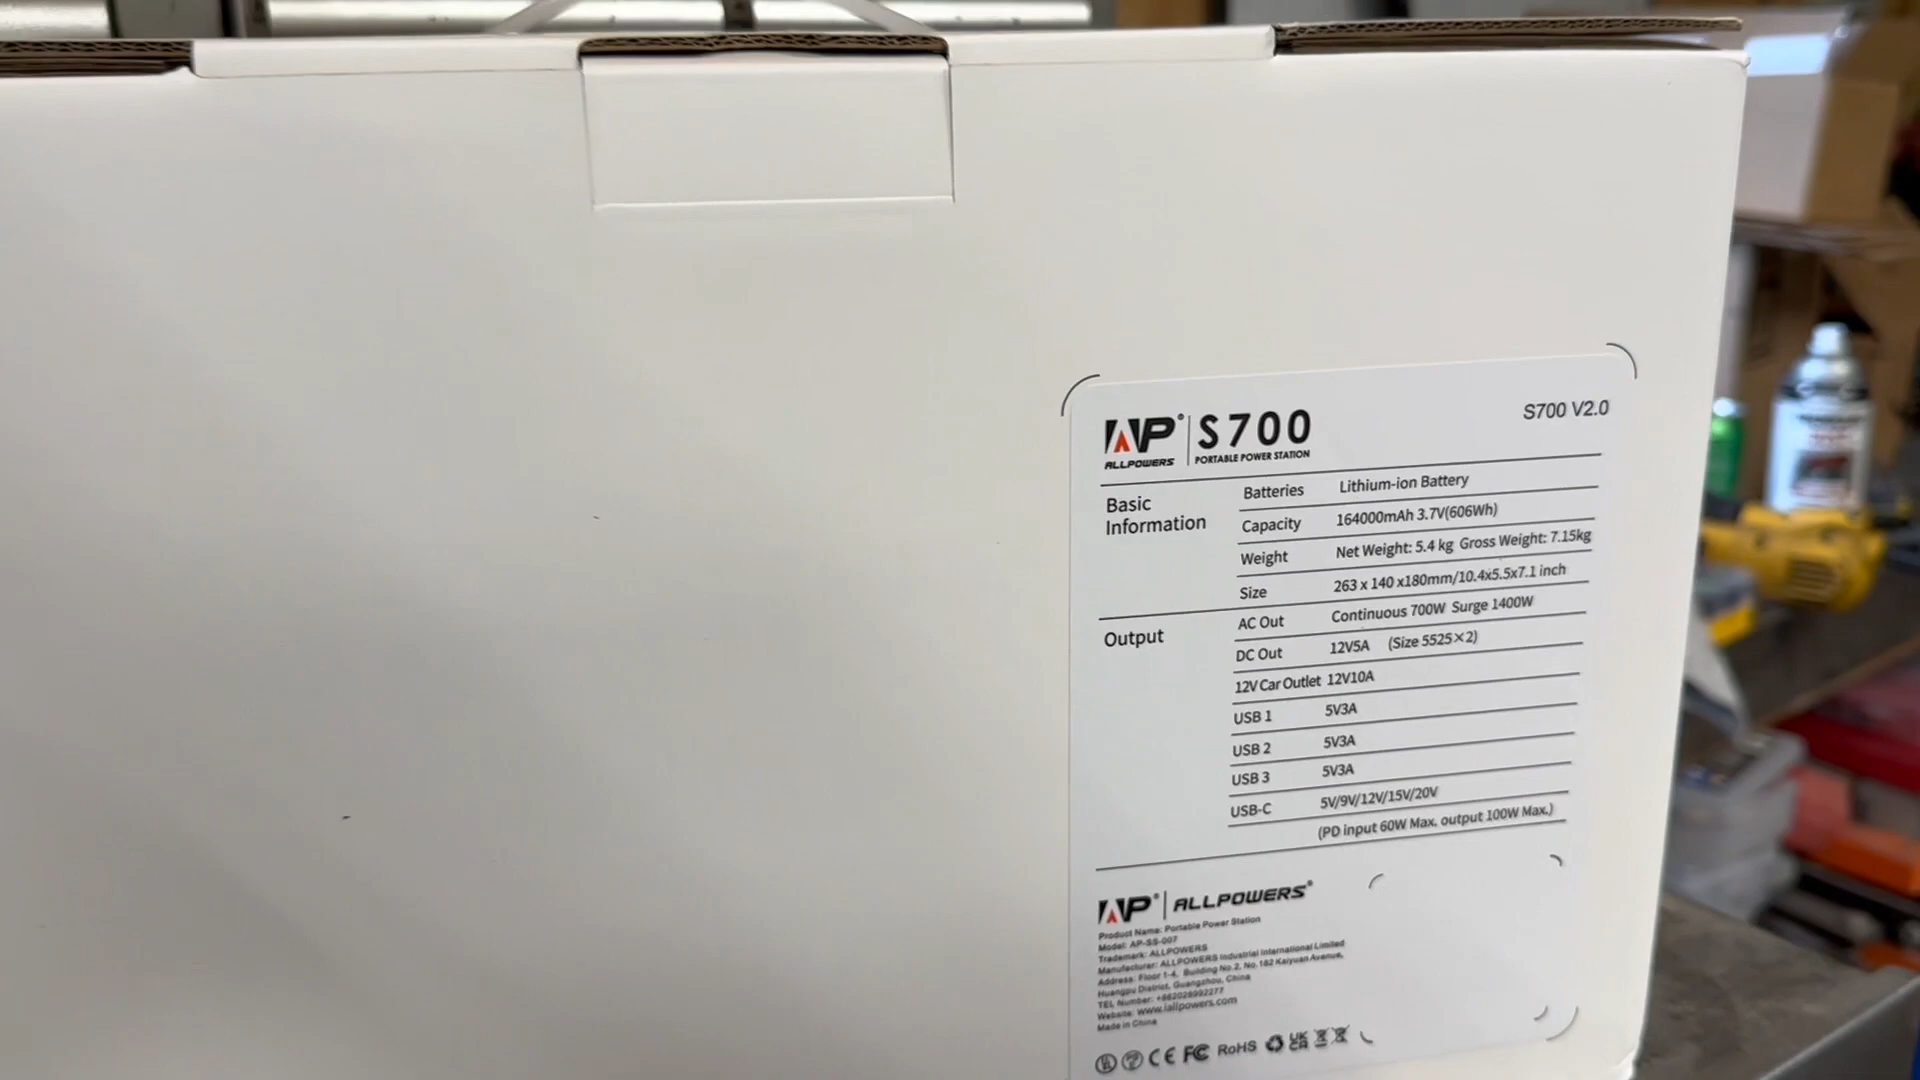 AP® ALLPOWERS S700 PORTABLE POWER STATION
S700 V2.0
Basic Information
Batteries Lithium-ion Battery
Capacity 164000mAh 3.7V(606Wh)
Weight Net Weight: 5.4 kg Gross Weight: 7.15kg
Size 263 x 140 x180mm/10.4x5.5x7.1 inch
Output
AC Out Continuous 700W Surge 1400W
DC Out 12V5A (Size 5525×2)
12V Car Outlet 12V10A
USB 1 5V3A
USB 2 5V3A
USB 3 5V3A
USB-C 5V/9V/12V/15V/20V
(PD input 60W Max. output 100W Max.)
AP® ALLPOWERS®
Product Name: Portable Power Station
Model: AP-SS-007
Trademark: ALLPOWERS
Manufacturer: ALLPOWERS Industrial International Limited
Address: Floor 1-4, Building No.2, No.182 Kaiyuan Avenue,
Huangpu District, Guangzhou, China
TEL Number: +862028992277
Website: www.iallpowers.com
Made in China
CE FC RoHS UKCA